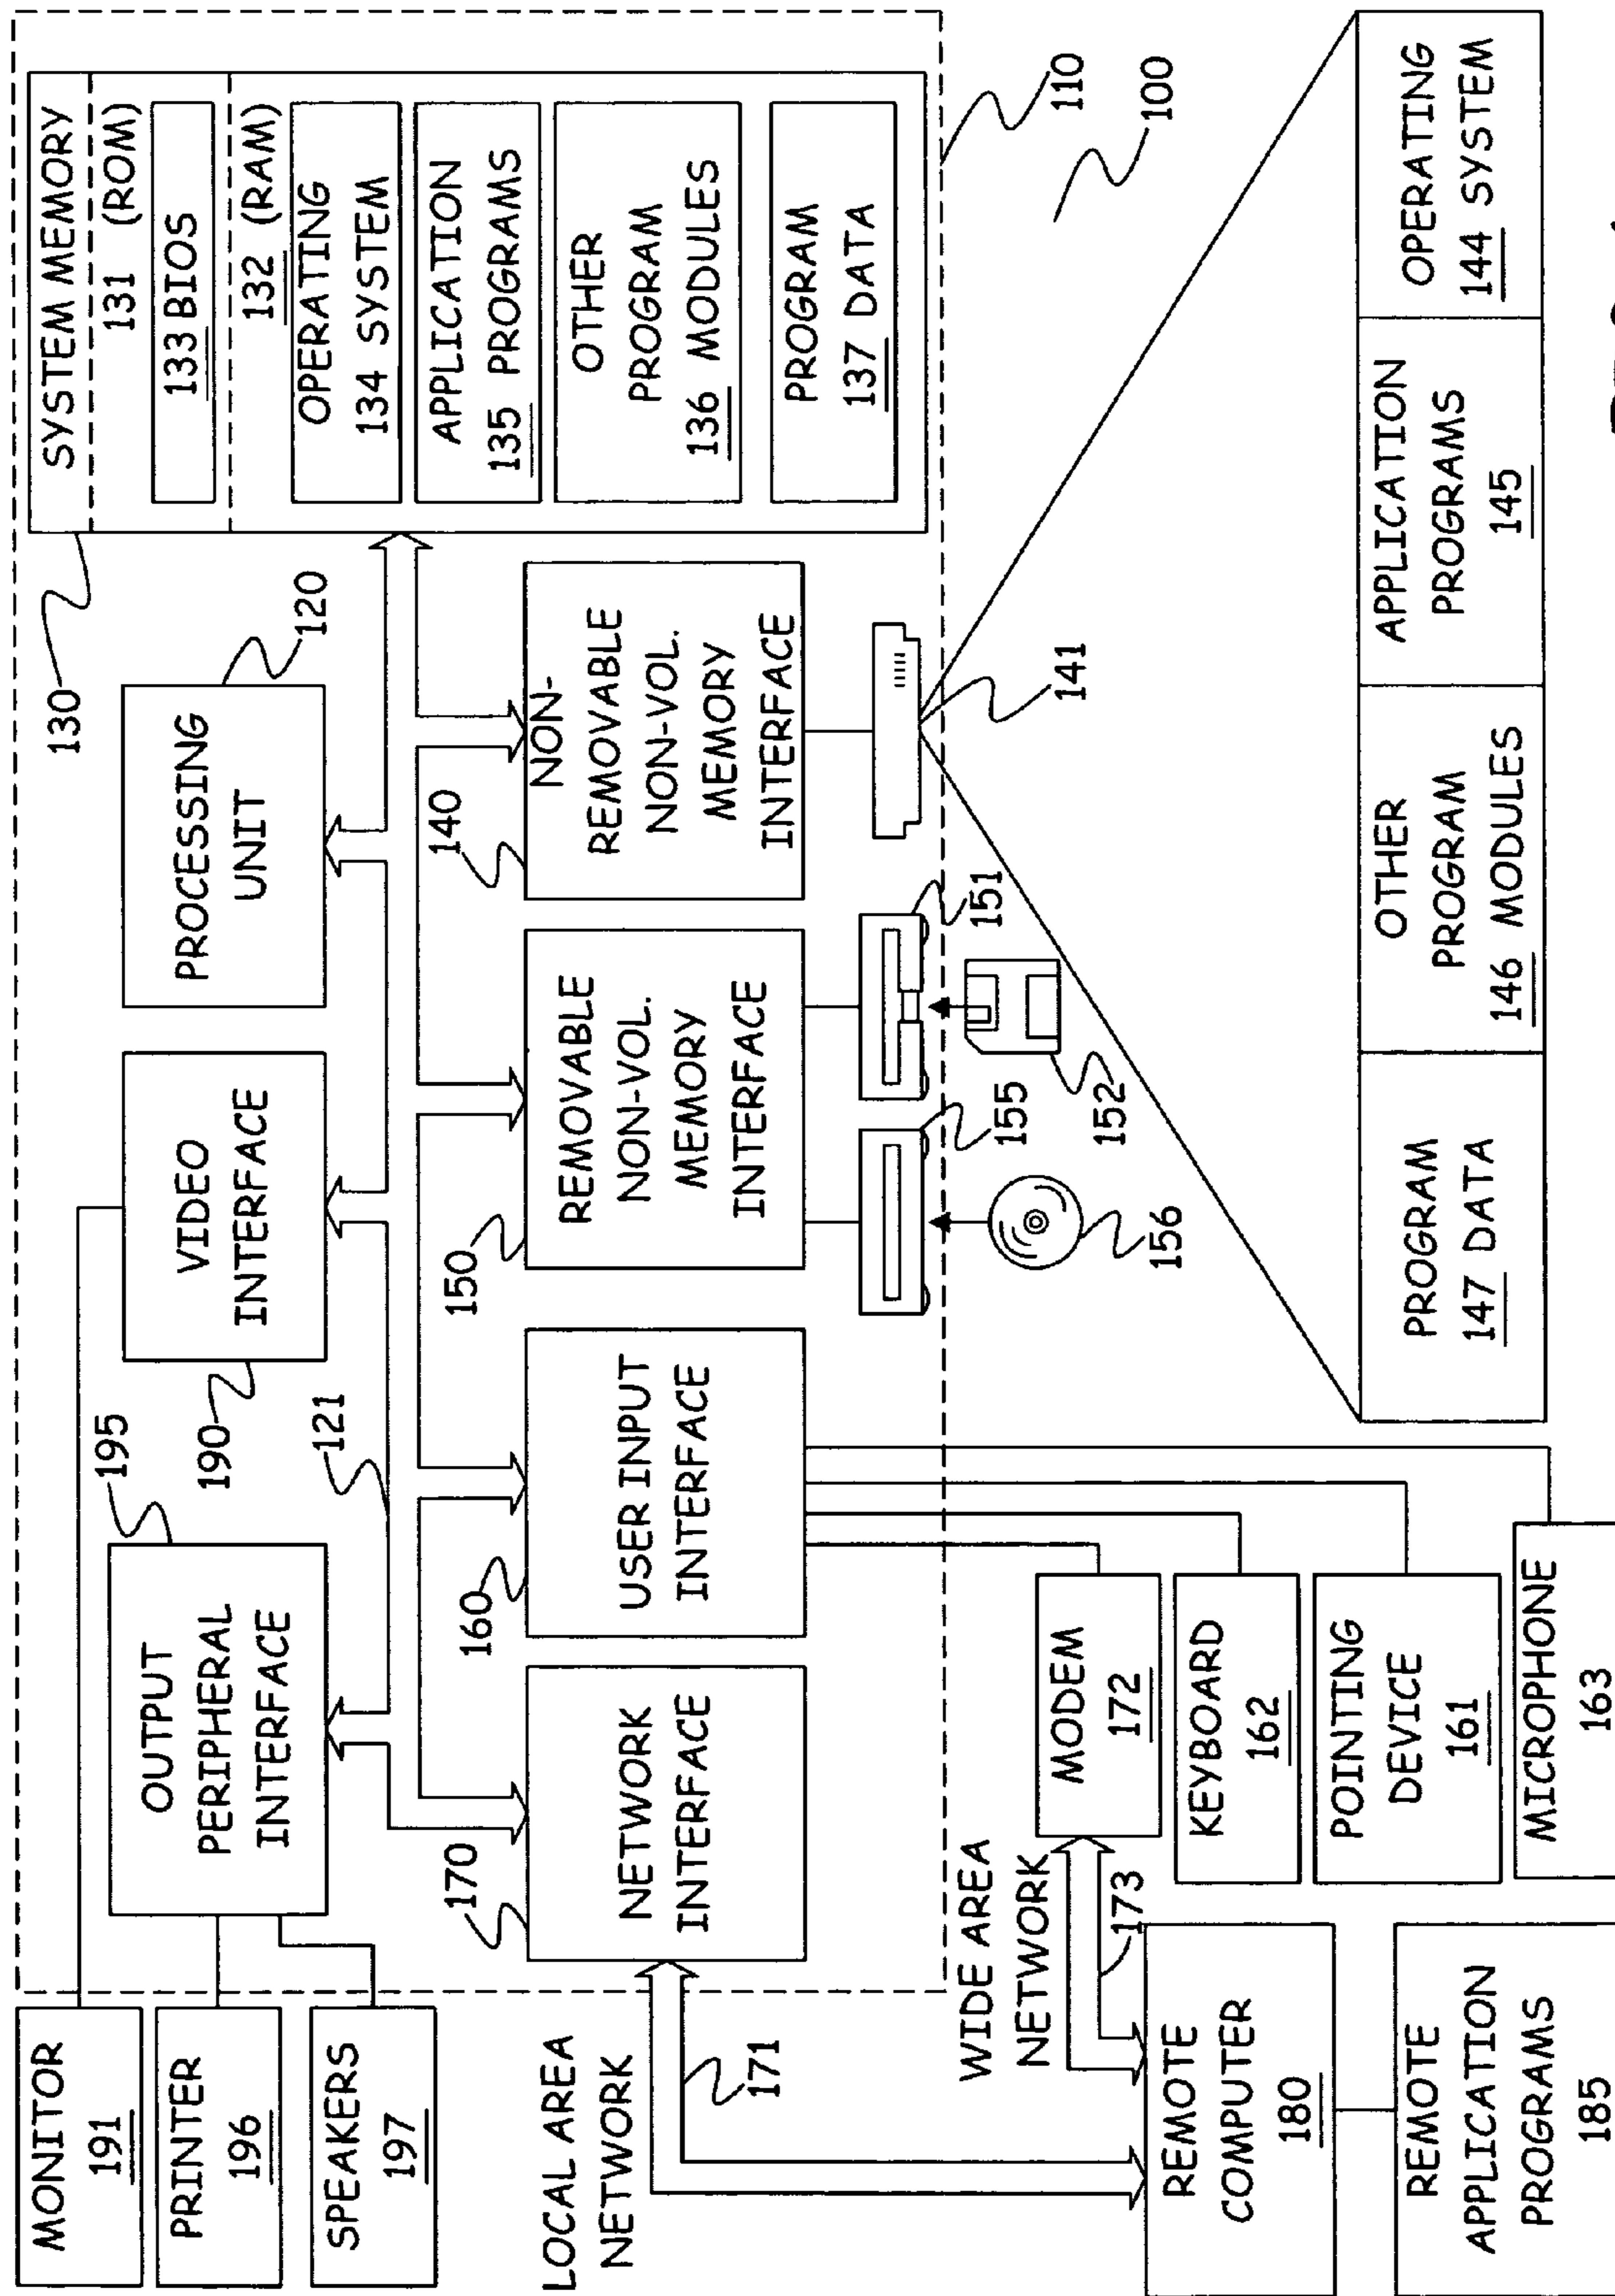 SYSTEM MEMORY
131 (ROM)
133 BIOS
132 (RAM)
OPERATING
134 SYSTEM
APPLICATION
135 PROGRAMS
OTHER
PROGRAM
136 MODULES
PROGRAM
137 DATA
130
120
PROCESSING
UNIT
VIDEO
INTERFACE
190
121
195
OUTPUT
PERIPHERAL
INTERFACE
MONITOR
191
PRINTER
196
SPEAKERS
197
110
100
140
NON-
REMOVABLE
NON-VOL.
MEMORY
INTERFACE
141
150
REMOVABLE
NON-VOL.
MEMORY
INTERFACE
151
152
155
156
160
USER INPUT
INTERFACE
170
NETWORK
INTERFACE
LOCAL AREA
NETWORK
171
WIDE AREA
NETWORK
173
MODEM
172
KEYBOARD
162
POINTING
DEVICE
161
MICROPHONE
163
REMOTE
COMPUTER
180
REMOTE
APPLICATION
PROGRAMS
185
OPERATING
144 SYSTEM
APPLICATION
PROGRAMS
145
OTHER
PROGRAM
146 MODULES
PROGRAM
147 DATA